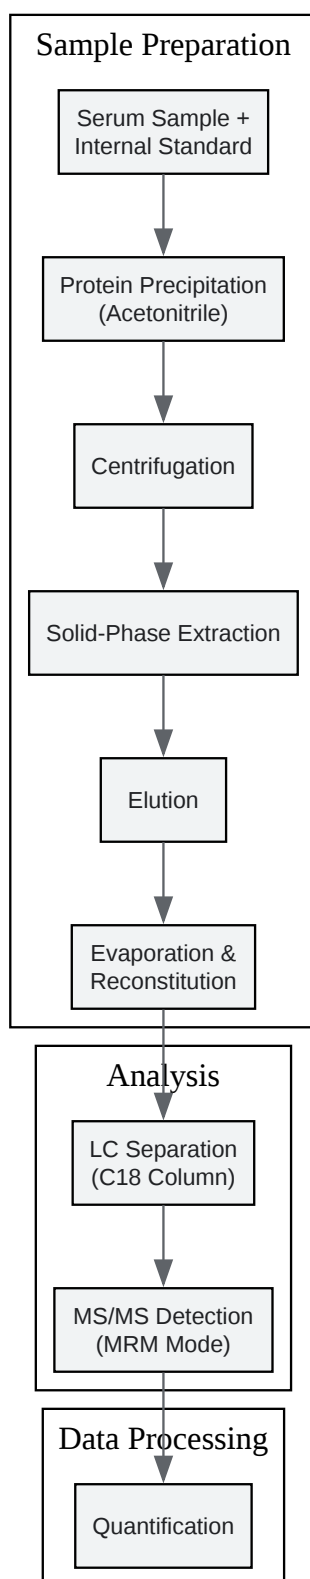 Sample Preparation
Serum Sample +
Internal Standard
Protein Precipitation
(Acetonitrile)
Centrifugation
Solid-Phase Extraction
Elution
Evaporation &
Reconstitution
Analysis
LC Separation
(C18 Column)
MS/MS Detection
(MRM Mode)
Data Processing
Quantification